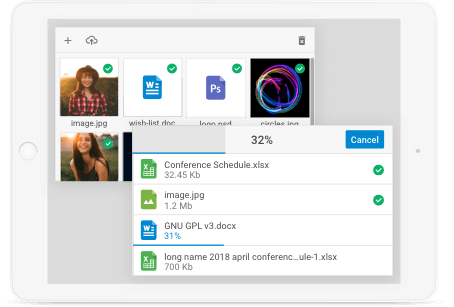 image.jpg
wish-list.doc
logo.psd
circles.jpg
W
Ps
32%
Cancel
Conference Schedule.xlsx
32.45 Kb
image.jpg
1.2 Mb
GNU GPL v3.docx
31%
long name 2018 april conferenc...ule-1.xlsx
700 Kb